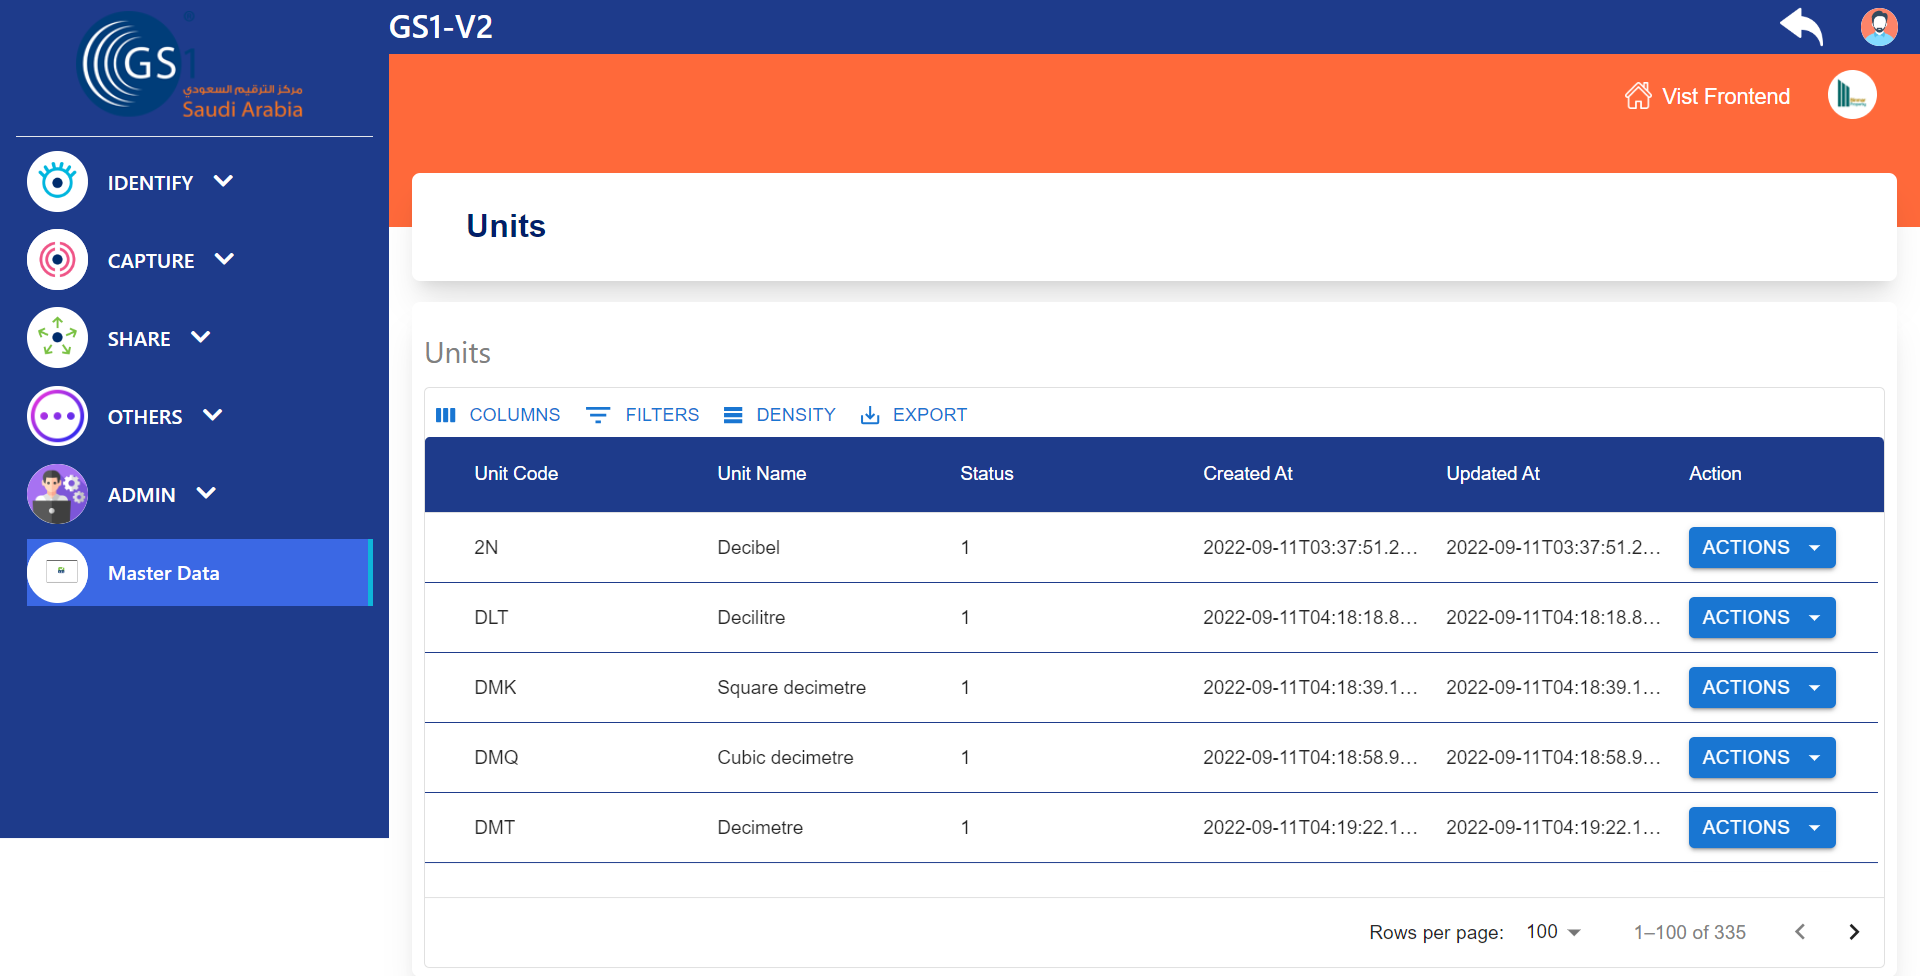 GS1
مركز الترقيم السعودي
Saudi Arabia
IDENTIFY
CAPTURE
SHARE
OTHERS
ADMIN
Master Data
GS1-V2
Vist Frontend
Units
Units
COLUMNS FILTERS DENSITY EXPORT
Unit Code Unit Name Status Created At Updated At Action
2N Decibel 1 2022-09-11T03:37:51.2... 2022-09-11T03:37:51.2... ACTIONS
DLT Decilitre 1 2022-09-11T04:18:18.8... 2022-09-11T04:18:18.8... ACTIONS
DMK Square decimetre 1 2022-09-11T04:18:39.1... 2022-09-11T04:18:39.1... ACTIONS
DMQ Cubic decimetre 1 2022-09-11T04:18:58.9... 2022-09-11T04:18:58.9... ACTIONS
DMT Decimetre 1 2022-09-11T04:19:22.1... 2022-09-11T04:19:22.1... ACTIONS
Rows per page: 100 1–100 of 335